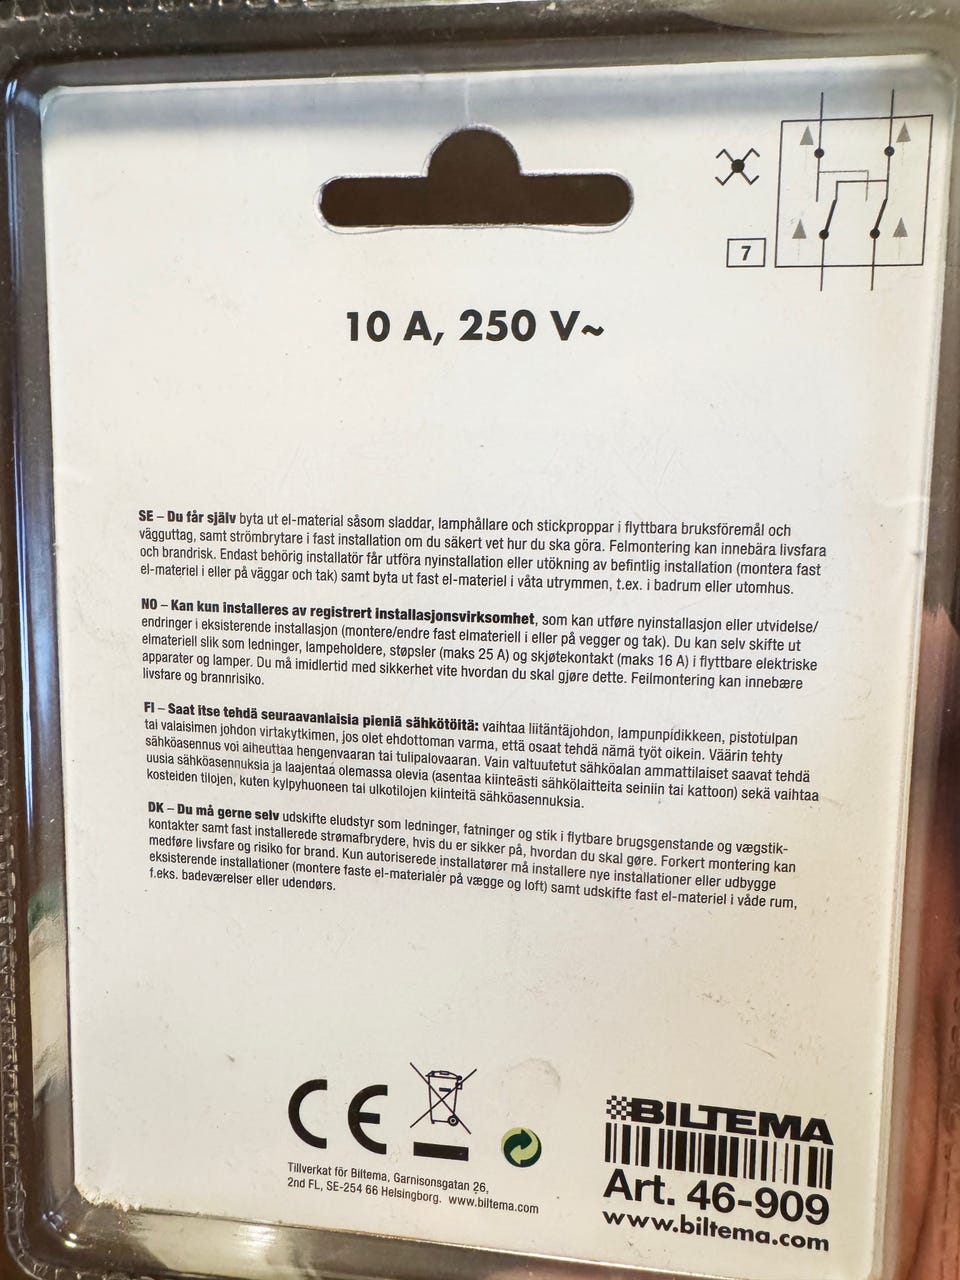 7
10 A, 250 V~
SE – Du får själv byta ut el-material såsom sladdar, lamphållare och stickproppar i flyttbara bruksföremål och
vägguttag, samt strömbrytare i fast installation om du säkert vet hur du ska göra. Felmontering kan innebära livsfara
och brandrisk. Endast behörig installatör får utföra nyinstallation eller utökning av befintlig installation (montera fast
el-materiel i eller på väggar och tak) samt byta ut fast el-materiel i våta utrymmen, t.ex. i badrum eller utomhus.
NO – Kan kun installeres av registrert installasjonsvirksomhet, som kan utføre nyinstallasjon eller utvidelse/
endringer i eksisterende installasjon (montere/endre fast elmateriell i eller på vegger og tak). Du kan selv skifte ut
elmateriell slik som ledninger, lampeholdere, støpsler (maks 25 A) og skjøtekontakt (maks 16 A) i flyttbare elektriske
apparater og lamper. Du må imidlertid med sikkerhet vite hvordan du skal gjøre dette. Feilmontering kan innebære
livsfare og brannrisiko.
FI – Saat itse tehdä seuraavanlaisia pieniä sähkötöitä: vaihtaa liitäntäjohdon, lampunpidikkeen, pistotulpan
tai valaisimen johdon virtakytkimen, jos olet ehdottoman varma, että osaat tehdä nämä työt oikein. Väärin tehty
sähköasennus voi aiheuttaa hengenvaaran tai tulipalovaaran. Vain valtuutetut sähköalan ammattilaiset saavat tehdä
uusia sähköasennuksia ja laajentaa olemassa olevia (asentaa kiinteästi sähkölaitteita seiniin tai kattoon) sekä vaihtaa
kosteiden tilojen, kuten kylpyhuoneen tai ulkotilojen kiinteitä sähköasennuksia.
DK – Du må gerne selv udskifte eludstyr som ledninger, fatninger og stik i flytbare brugsgenstande og vægstik-
kontakter samt fast installerede strømafbrydere, hvis du er sikker på, hvordan du skal gøre. Forkert montering kan
medføre livsfare og risiko for brand. Kun autoriserede installatører må installere nye installationer eller udbygge
eksisterende installationer (montere faste el-materialer på vægge og loft) samt udskifte fast el-materiel i våde rum,
f.eks. badeværelser eller udendørs.
CE
Tillverkat för Biltema, Garnisonsgatan 26,
2nd FL, SE-254 66 Helsingborg. www.biltema.com
BILTEMA
Art. 46-909
www.biltema.com